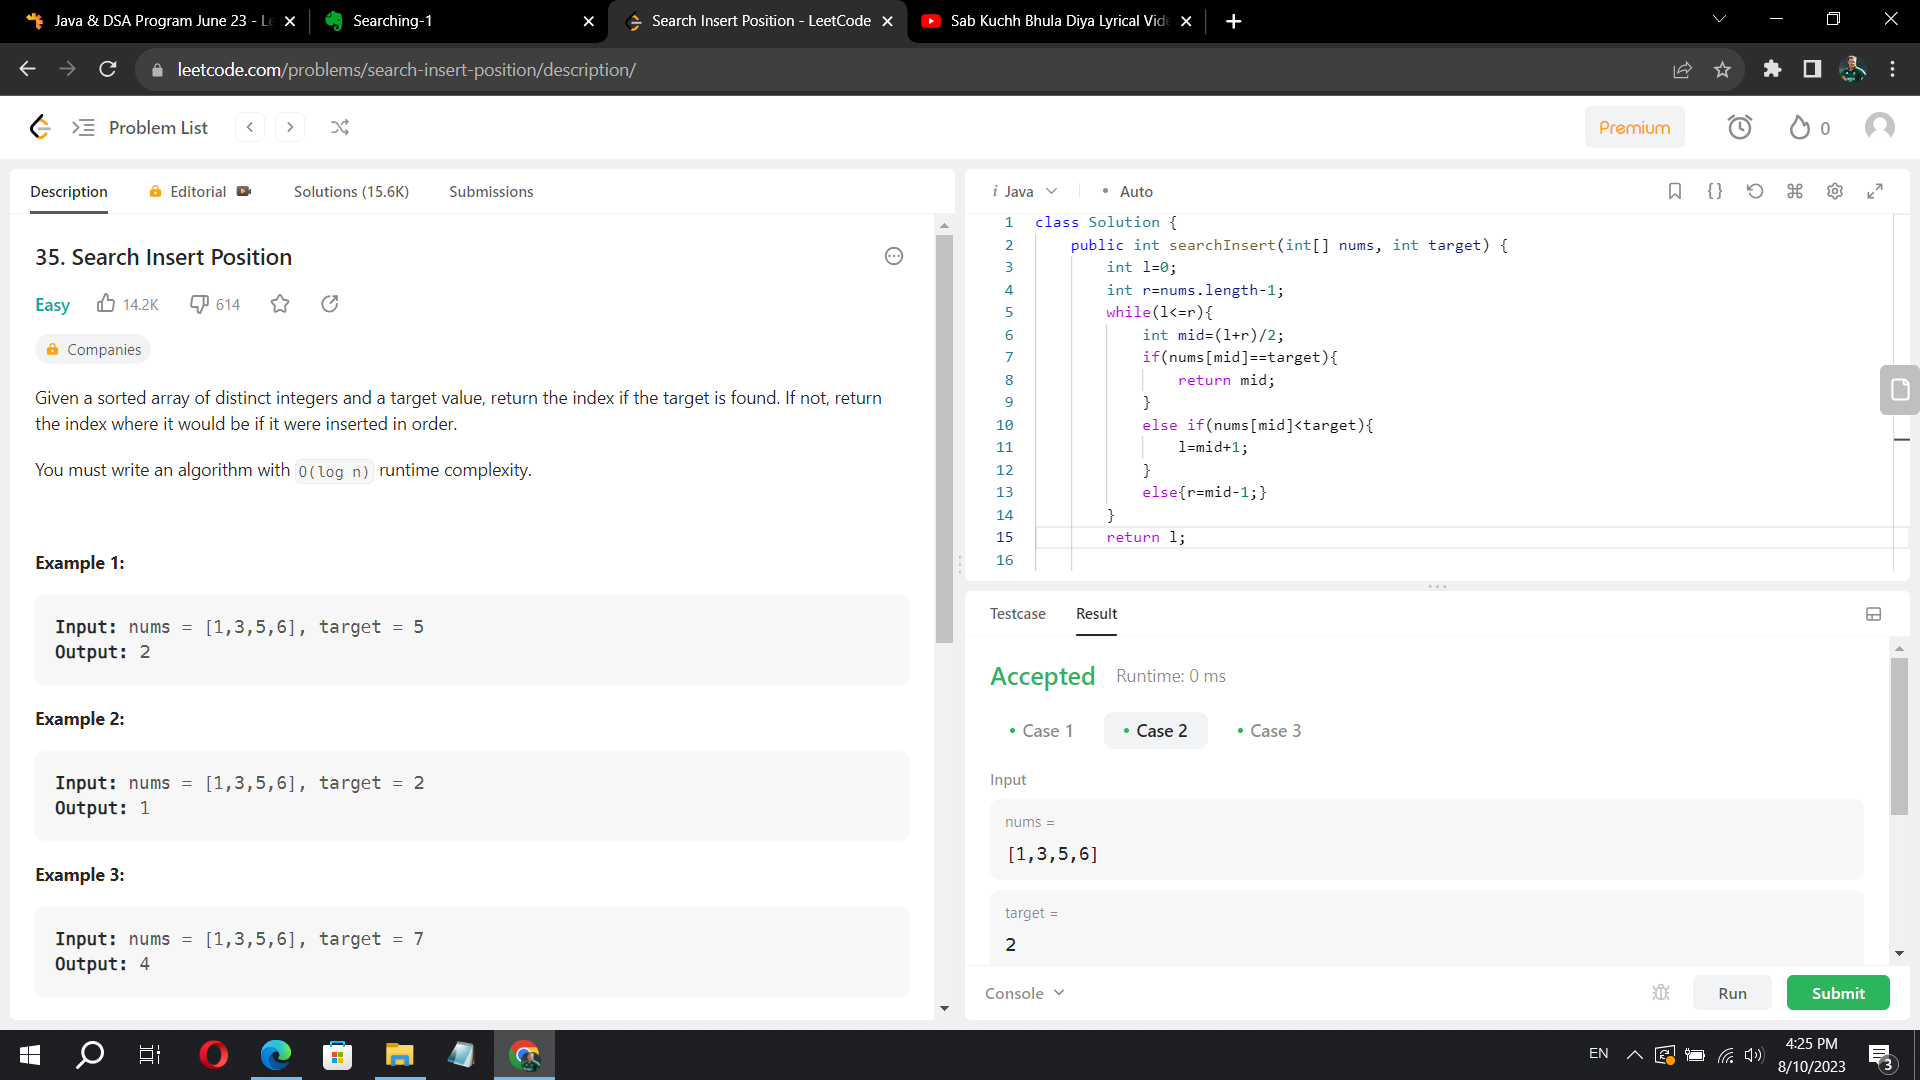 Java & DSA Program June 23 - Le
Searching-1
Search Insert Position - LeetCode
Sab Kuchh Bhula Diya Lyrical Vide
leetcode.com/problems/search-insert-position/description/
Problem List
Premium
0
Description
Editorial
Solutions (15.6K)
Submissions
35. Search Insert Position
Easy
14.2K
614
Companies
Given a sorted array of distinct integers and a target value, return the index if the target is found. If not, return
the index where it would be if it were inserted in order.
You must write an algorithm with O(log n) runtime complexity.
Example 1:
Input: nums = [1,3,5,6], target = 5
Output: 2
Example 2:
Input: nums = [1,3,5,6], target = 2
Output: 1
Example 3:
Input: nums = [1,3,5,6], target = 7
Output: 4
i Java
• Auto
1 class Solution {
2 public int searchInsert(int[] nums, int target) {
3 int l=0;
4 int r=nums.length-1;
5 while(l<=r){
6 int mid=(l+r)/2;
7 if(nums[mid]==target){
8 return mid;
9 }
10 else if(nums[mid]<target){
11 l=mid+1;
12 }
13 else{r=mid-1;}
14 }
15 return l;
16
Testcase
Result
Accepted
Runtime: 0 ms
• Case 1
• Case 2
• Case 3
Input
nums =
[1,3,5,6]
target =
2
Console
Run
Submit
EN
4:25 PM
8/10/2023
3